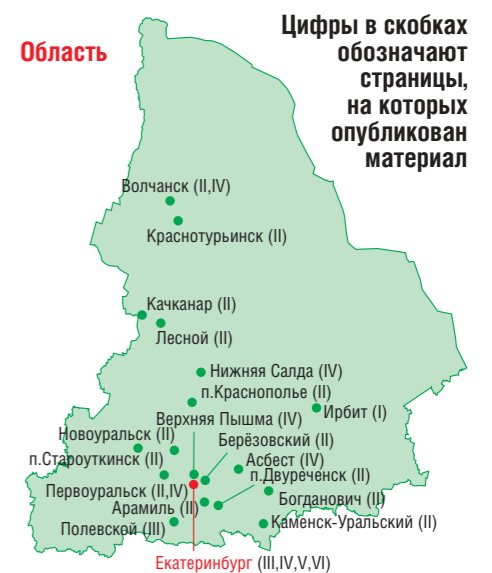 Область
Цифры в скобках
обозначают
страницы,
на которых
опубликован
материал
Волчанск (II,IV)
Краснотурьинск (II)
Качканар (II)
Лесной (II)
Нижняя Салда (IV)
п.Краснополье (II)
Ирбит (I)
Верхняя Пышма (IV)
Новоуральск (II)
Берёзовский (II)
п.Староуткинск (II)
Асбест (IV)
п.Двуреченск (II)
Первоуральск (II,IV)
Богданович (II)
Арамиль (II)
Полевской (III)
Каменск-Уральский (II)
Екатеринбург (III,IV,V,VI)